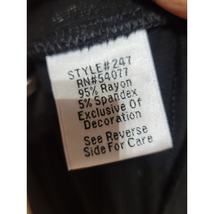 STYLE#247
RN#54077
95% Rayon
5% Spandex
Exclusive Of
Decoration
See Reverse
Side For Care